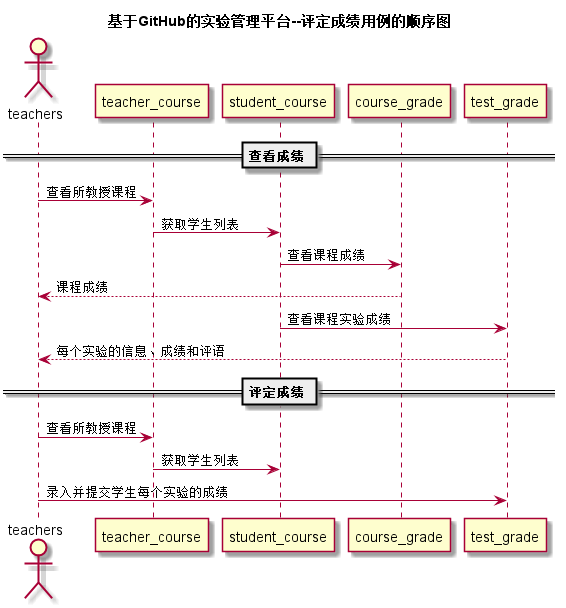 基于GitHub的实验管理平台--评定成绩用例的顺序图
teachers
teacher_course
student_course
course_grade
test_grade
查看成绩
查看所教授课程
获取学生列表
查看课程成绩
课程成绩
查看课程实验成绩
每个实验的信息、成绩和评语
评定成绩
查看所教授课程
获取学生列表
录入并提交学生每个实验的成绩
teachers
teacher_course
student_course
course_grade
test_grade